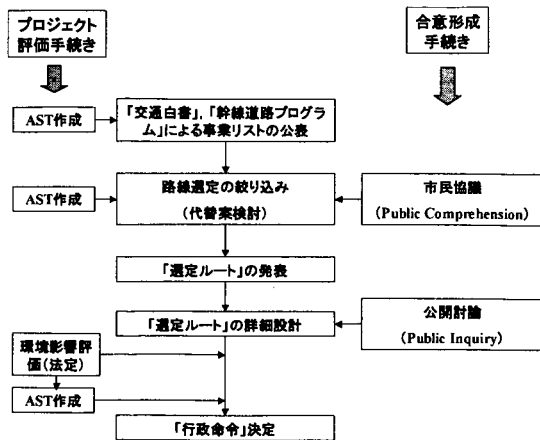 プロジェクト
評価手続き
合意形成
手続き
AST作成
「交通白書」,「幹線道路プログラ
ム」による事業リストの公表
AST作成
路線選定の絞り込み
(代替案検討)
市民協議
(Public Comprehension)
「選定ルート」の発表
「選定ルート」の詳細設計
公開討論
(Public Inquiry)
環境影響評
価(法定)
AST作成
「行政命令」決定